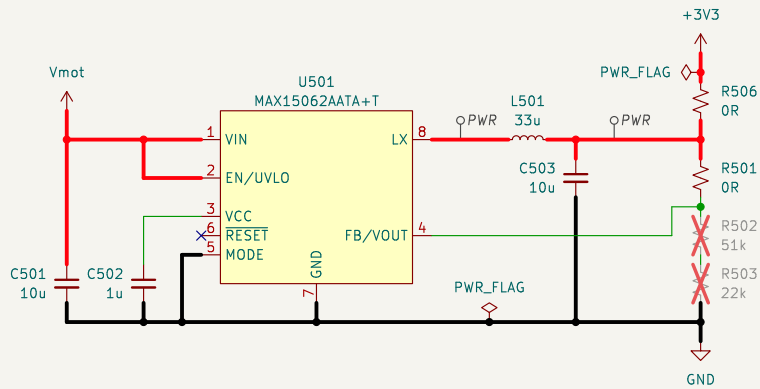 +3V3
Vmot
PWR_FLAG
U501
MAX15062AATA+T
R506
0R
L501
33u
PWR
PWR
1
VIN
LX
8
2
EN/UVLO
C503
10u
R501
0R
3
VCC
6
RESET
FB/VOUT
4
5
MODE
R502
51k
GND
7
C501
10u
C502
1u
PWR_FLAG
R503
22k
GND